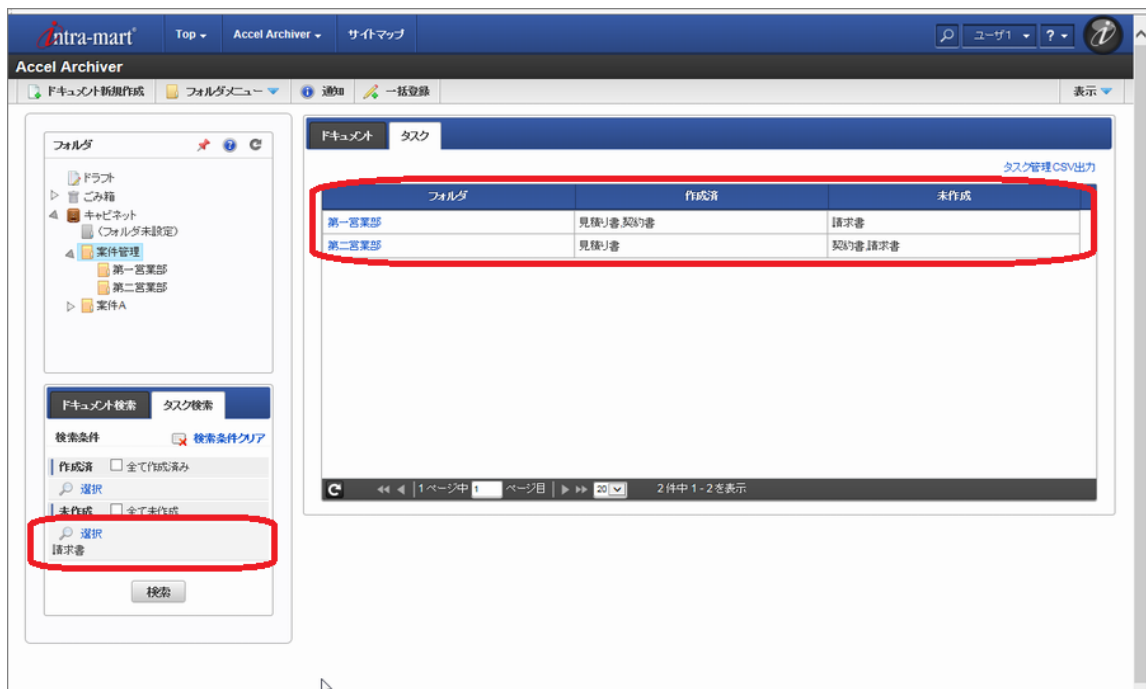 intra-mart Top Accel Archiver サイトマップ ユーザ1 ?
Accel Archiver
ドキュメント新規作成 フォルダメニュー 通知 一括登録 表示
フォルダ
ドラフト
ごみ箱
キャビネット
(フォルダ未設定)
案件管理
第一営業部
第二営業部
案件A
ドキュメント検索 タスク検索
検索条件 検索条件クリア
作成済 全て作成済み
選択
未作成 全て未作成
選択
請求書
検索
ドキュメント タスク
タスク管理CSV出力
フォルダ 作成済 未作成
第一営業部 見積り書,契約書 請求書
第二営業部 見積り書 契約書,請求書
1ページ中 1 ページ目 20 2件中 1 - 2を表示